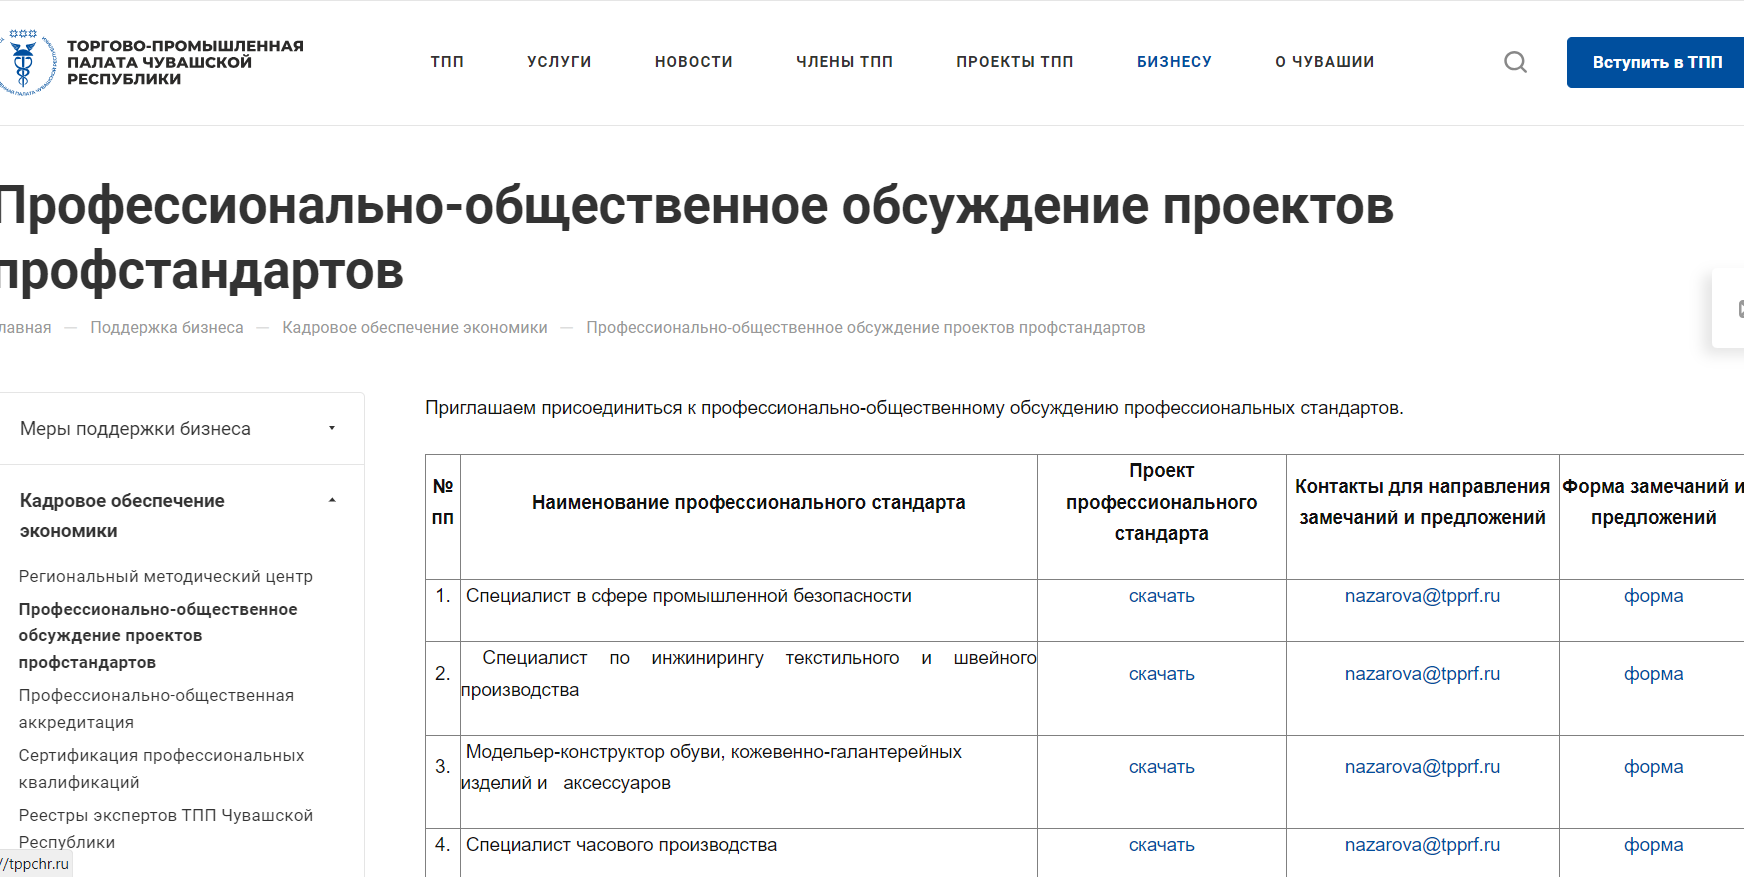 ТОРГОВО-ПРОМЫШЛЕННАЯ
ПАЛАТА ЧУВАШСКОЙ
РЕСПУБЛИКИ
ТПП
УСЛУГИ
НОВОСТИ
ЧЛЕНЫ ТПП
ПРОЕКТЫ ТПП
БИЗНЕСУ
О ЧУВАШИИ
Вступить в ТПП
Профессионально-общественное обсуждение проектов
профстандартов
лавная — Поддержка бизнеса — Кадровое обеспечение экономики — Профессионально-общественное обсуждение проектов профстандартов
Меры поддержки бизнеса
Кадровое обеспечение
экономики
Региональный методический центр
Профессионально-общественное
обсуждение проектов
профстандартов
Профессионально-общественная
аккредитация
Сертификация профессиональных
квалификаций
Реестры экспертов ТПП Чувашской
Республики
//tppchr.ru
Приглашаем присоединиться к профессионально-общественному обсуждению профессиональных стандартов.
№
пп
Наименование профессионального стандарта
Проект
профессионального
стандарта
Контакты для направления
замечаний и предложений
Форма замечаний и
предложений
1. Специалист в сфере промышленной безопасности скачать nazarova@tpprf.ru форма
2. Специалист по инжинирингу текстильного и швейного
производства
скачать nazarova@tpprf.ru форма
3. Модельер-конструктор обуви, кожевенно-галантерейных
изделий и аксессуаров
скачать nazarova@tpprf.ru форма
4. Специалист часового производства скачать nazarova@tpprf.ru форма